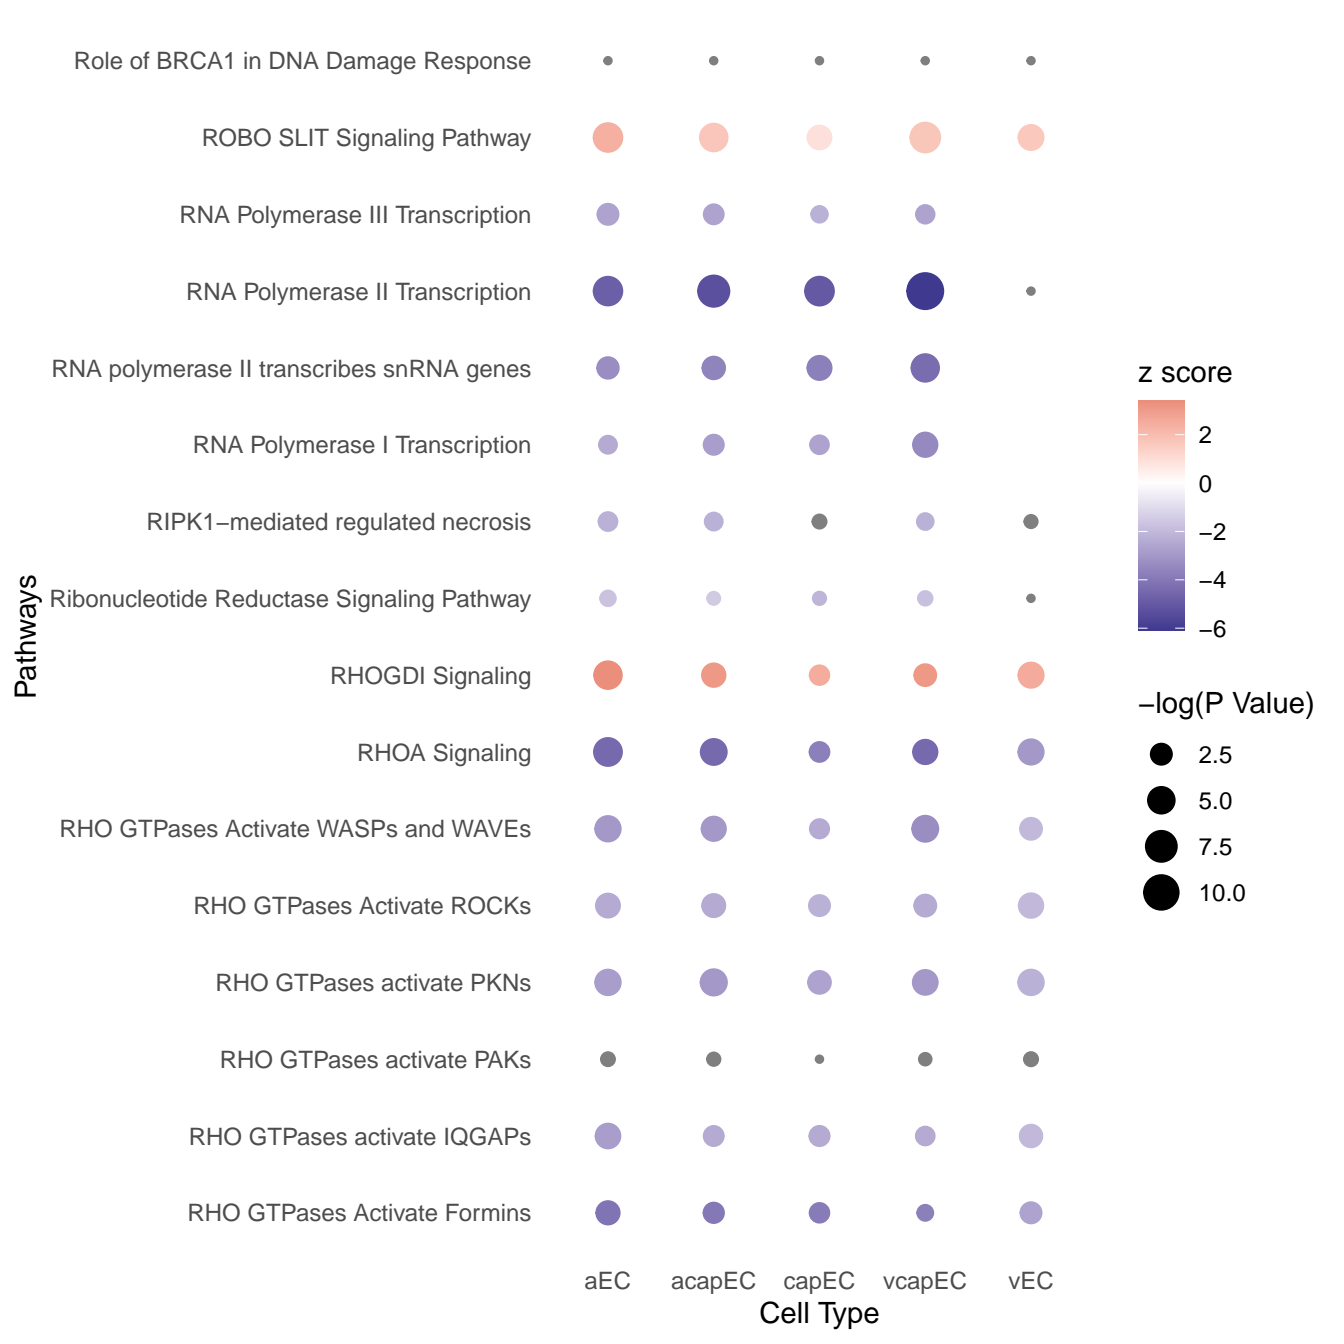 Role of BRCA1 in DNA Damage Response
ROBO SLIT Signaling Pathway
RNA Polymerase III Transcription
RNA Polymerase II Transcription
RNA polymerase II transcribes snRNA genes
RNA Polymerase I Transcription
RIPK1−mediated regulated necrosis
Ribonucleotide Reductase Signaling Pathway
RHOGDI Signaling
RHOA Signaling
RHO GTPases Activate WASPs and WAVEs
RHO GTPases Activate ROCKs
RHO GTPases activate PKNs
RHO GTPases activate PAKs
RHO GTPases activate IQGAPs
RHO GTPases Activate Formins
Pathways
aEC acapEC capEC vcapEC vEC
Cell Type
z score
2
0
−2
−4
−6
−log(P Value)
2.5
5.0
7.5
10.0